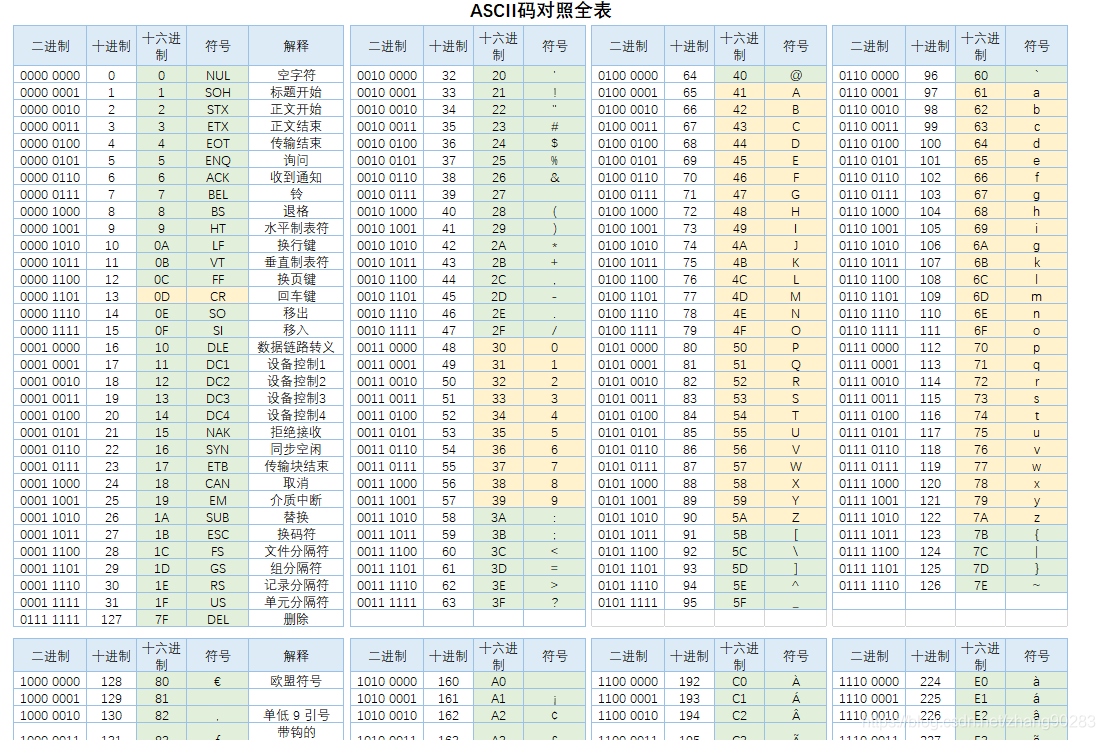 ASCII码对照全表
二进制 十进制 十六进制 符号 解释 二进制 十进制 十六进制 符号 二进制 十进制 十六进制 符号 二进制 十进制 十六进制 符号
0000 0000 0 0 NUL 空字符 0010 0000 32 20 ' 0100 0000 64 40 @ 0110 0000 96 60 `
0000 0001 1 1 SOH 标题开始 0010 0001 33 21 ! 0100 0001 65 41 A 0110 0001 97 61 a
0000 0010 2 2 STX 正文开始 0010 0010 34 22 " 0100 0010 66 42 B 0110 0010 98 62 b
0000 0011 3 3 ETX 正文结束 0010 0011 35 23 # 0100 0011 67 43 C 0110 0011 99 63 c
0000 0100 4 4 EOT 传输结束 0010 0100 36 24 $ 0100 0100 68 44 D 0110 0100 100 64 d
0000 0101 5 5 ENQ 询问 0010 0101 37 25 % 0100 0101 69 45 E 0110 0101 101 65 e
0000 0110 6 6 ACK 收到通知 0010 0110 38 26 & 0100 0110 70 46 F 0110 0110 102 66 f
0000 0111 7 7 BEL 铃 0010 0111 39 27 0100 0111 71 47 G 0110 0111 103 67 g
0000 1000 8 8 BS 退格 0010 1000 40 28 ( 0100 1000 72 48 H 0110 1000 104 68 h
0000 1001 9 9 HT 水平制表符 0010 1001 41 29 ) 0100 1001 73 49 I 0110 1001 105 69 i
0000 1010 10 0A LF 换行键 0010 1010 42 2A * 0100 1010 74 4A J 0110 1010 106 6A g
0000 1011 11 0B VT 垂直制表符 0010 1011 43 2B + 0100 1011 75 4B K 0110 1011 107 6B k
0000 1100 12 0C FF 换页键 0010 1100 44 2C , 0100 1100 76 4C L 0110 1100 108 6C l
0000 1101 13 0D CR 回车键 0010 1101 45 2D - 0100 1101 77 4D M 0110 1101 109 6D m
0000 1110 14 0E SO 移出 0010 1110 46 2E . 0100 1110 78 4E N 0110 1110 110 6E n
0000 1111 15 0F SI 移入 0010 1111 47 2F / 0100 1111 79 4F O 0110 1111 111 6F o
0001 0000 16 10 DLE 数据链路转义 0011 0000 48 30 0 0101 0000 80 50 P 0111 0000 112 70 p
0001 0001 17 11 DC1 设备控制1 0011 0001 49 31 1 0101 0001 81 51 Q 0111 0001 113 71 q
0001 0010 18 12 DC2 设备控制2 0011 0010 50 32 2 0101 0010 82 52 R 0111 0010 114 72 r
0001 0011 19 13 DC3 设备控制3 0011 0011 51 33 3 0101 0011 83 53 S 0111 0011 115 73 s
0001 0100 20 14 DC4 设备控制4 0011 0100 52 34 4 0101 0100 84 54 T 0111 0100 116 74 t
0001 0101 21 15 NAK 拒绝接收 0011 0101 53 35 5 0101 0101 85 55 U 0111 0101 117 75 u
0001 0110 22 16 SYN 同步空闲 0011 0110 54 36 6 0101 0110 86 56 V 0111 0110 118 76 v
0001 0111 23 17 ETB 传输块结束 0011 0111 55 37 7 0101 0111 87 57 W 0111 0111 119 77 w
0001 1000 24 18 CAN 取消 0011 1000 56 38 8 0101 1000 88 58 X 0111 1000 120 78 x
0001 1001 25 19 EM 介质中断 0011 1001 57 39 9 0101 1001 89 59 Y 0111 1001 121 79 y
0001 1010 26 1A SUB 替换 0011 1010 58 3A : 0101 1010 90 5A Z 0111 1010 122 7A z
0001 1011 27 1B ESC 换码符 0011 1011 59 3B ; 0101 1011 91 5B [ 0111 1011 123 7B {
0001 1100 28 1C FS 文件分隔符 0011 1100 60 3C < 0101 1100 92 5C \ 0111 1100 124 7C |
0001 1101 29 1D GS 组分隔符 0011 1101 61 3D = 0101 1101 93 5D ] 0111 1101 125 7D }
0001 1110 30 1E RS 记录分隔符 0011 1110 62 3E > 0101 1110 94 5E ^ 0111 1110 126 7E ~
0001 1111 31 1F US 单元分隔符 0011 1111 63 3F ? 0101 1111 95 5F _
0111 1111 127 7F DEL 删除
二进制 十进制 十六进制 符号 解释 二进制 十进制 十六进制 符号 二进制 十进制 十六进制 符号 二进制 十进制 十六进制 符号
1000 0000 128 80 € 欧盟符号 1010 0000 160 A0 1100 0000 192 C0 À 1110 0000 224 E0 à
1000 0001 129 81 1010 0001 161 A1 ¡ 1100 0001 193 C1 Á 1110 0001 225 E1 á
1000 0010 130 82 ‚ 单低 9 引号 1010 0010 162 A2 ¢ 1100 0010 194 C2 Â 1110 0010 226 E2 â
带钩的